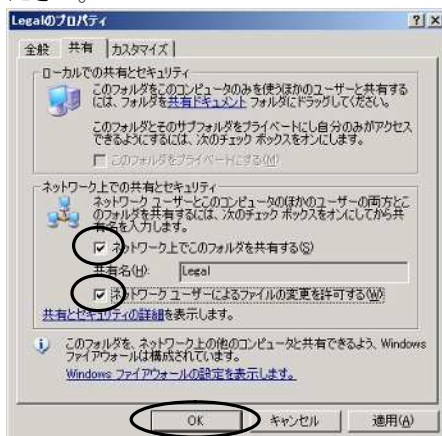 Legalのプロパティ
全般 共有 カスタマイズ
ローカルでの共有とセキュリティ
このフォルダをこのコンピュータのみを使うほかのユーザーと共有する
には、フォルダを共有ドキュメント フォルダにドラッグしてください。
このフォルダとそのサブフォルダをプライベートにし自分のみがアクセス
できるようにするには、次のチェック ボックスをオンにします。
このフォルダをプライベートにする(M)
ネットワーク上での共有とセキュリティ
ネットワーク ユーザーとこのコンピュータのほかのユーザーの両方とこ
のフォルダを共有するには、次のチェック ボックスをオンにしてから共
有名を入力します。
ネットワーク上でこのフォルダを共有する(S)
共有名(H): Legal
ネットワーク ユーザーによるファイルの変更を許可する(W)
共有とセキュリティの詳細を表示します。
このフォルダを、ネットワーク上の他のコンピュータと共有できるよう、Windows
ファイアウォールは構成されています。
Windows ファイアウォールの設定を表示します。
OK キャンセル 適用(A)